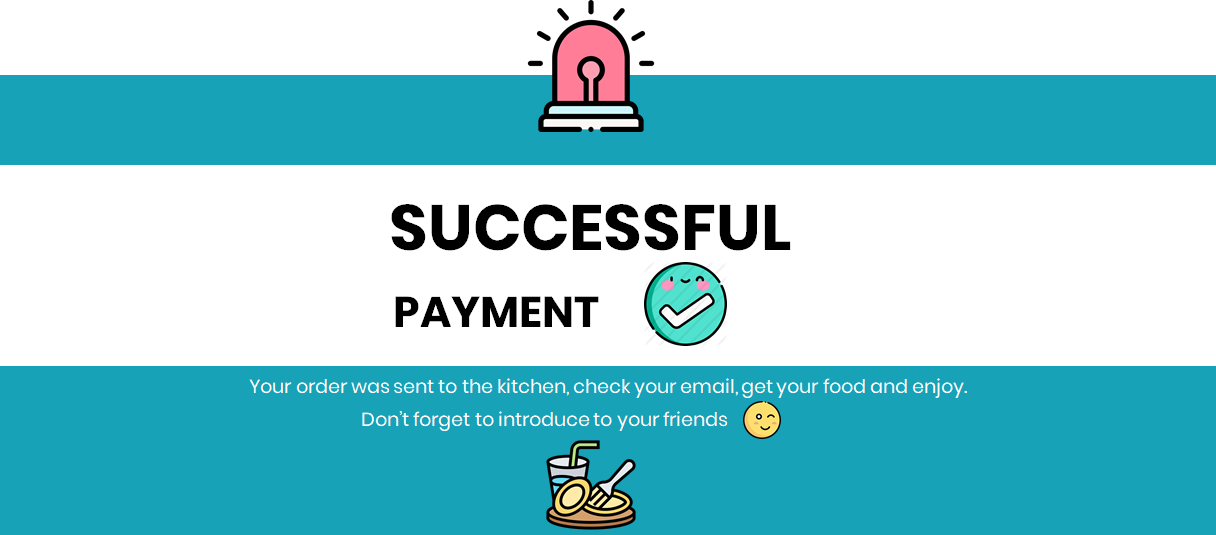 SUCCESSFUL
PAYMENT
Your order was sent to the kitchen, check your email, get your food and enjoy.
Don't forget to introduce to your friends